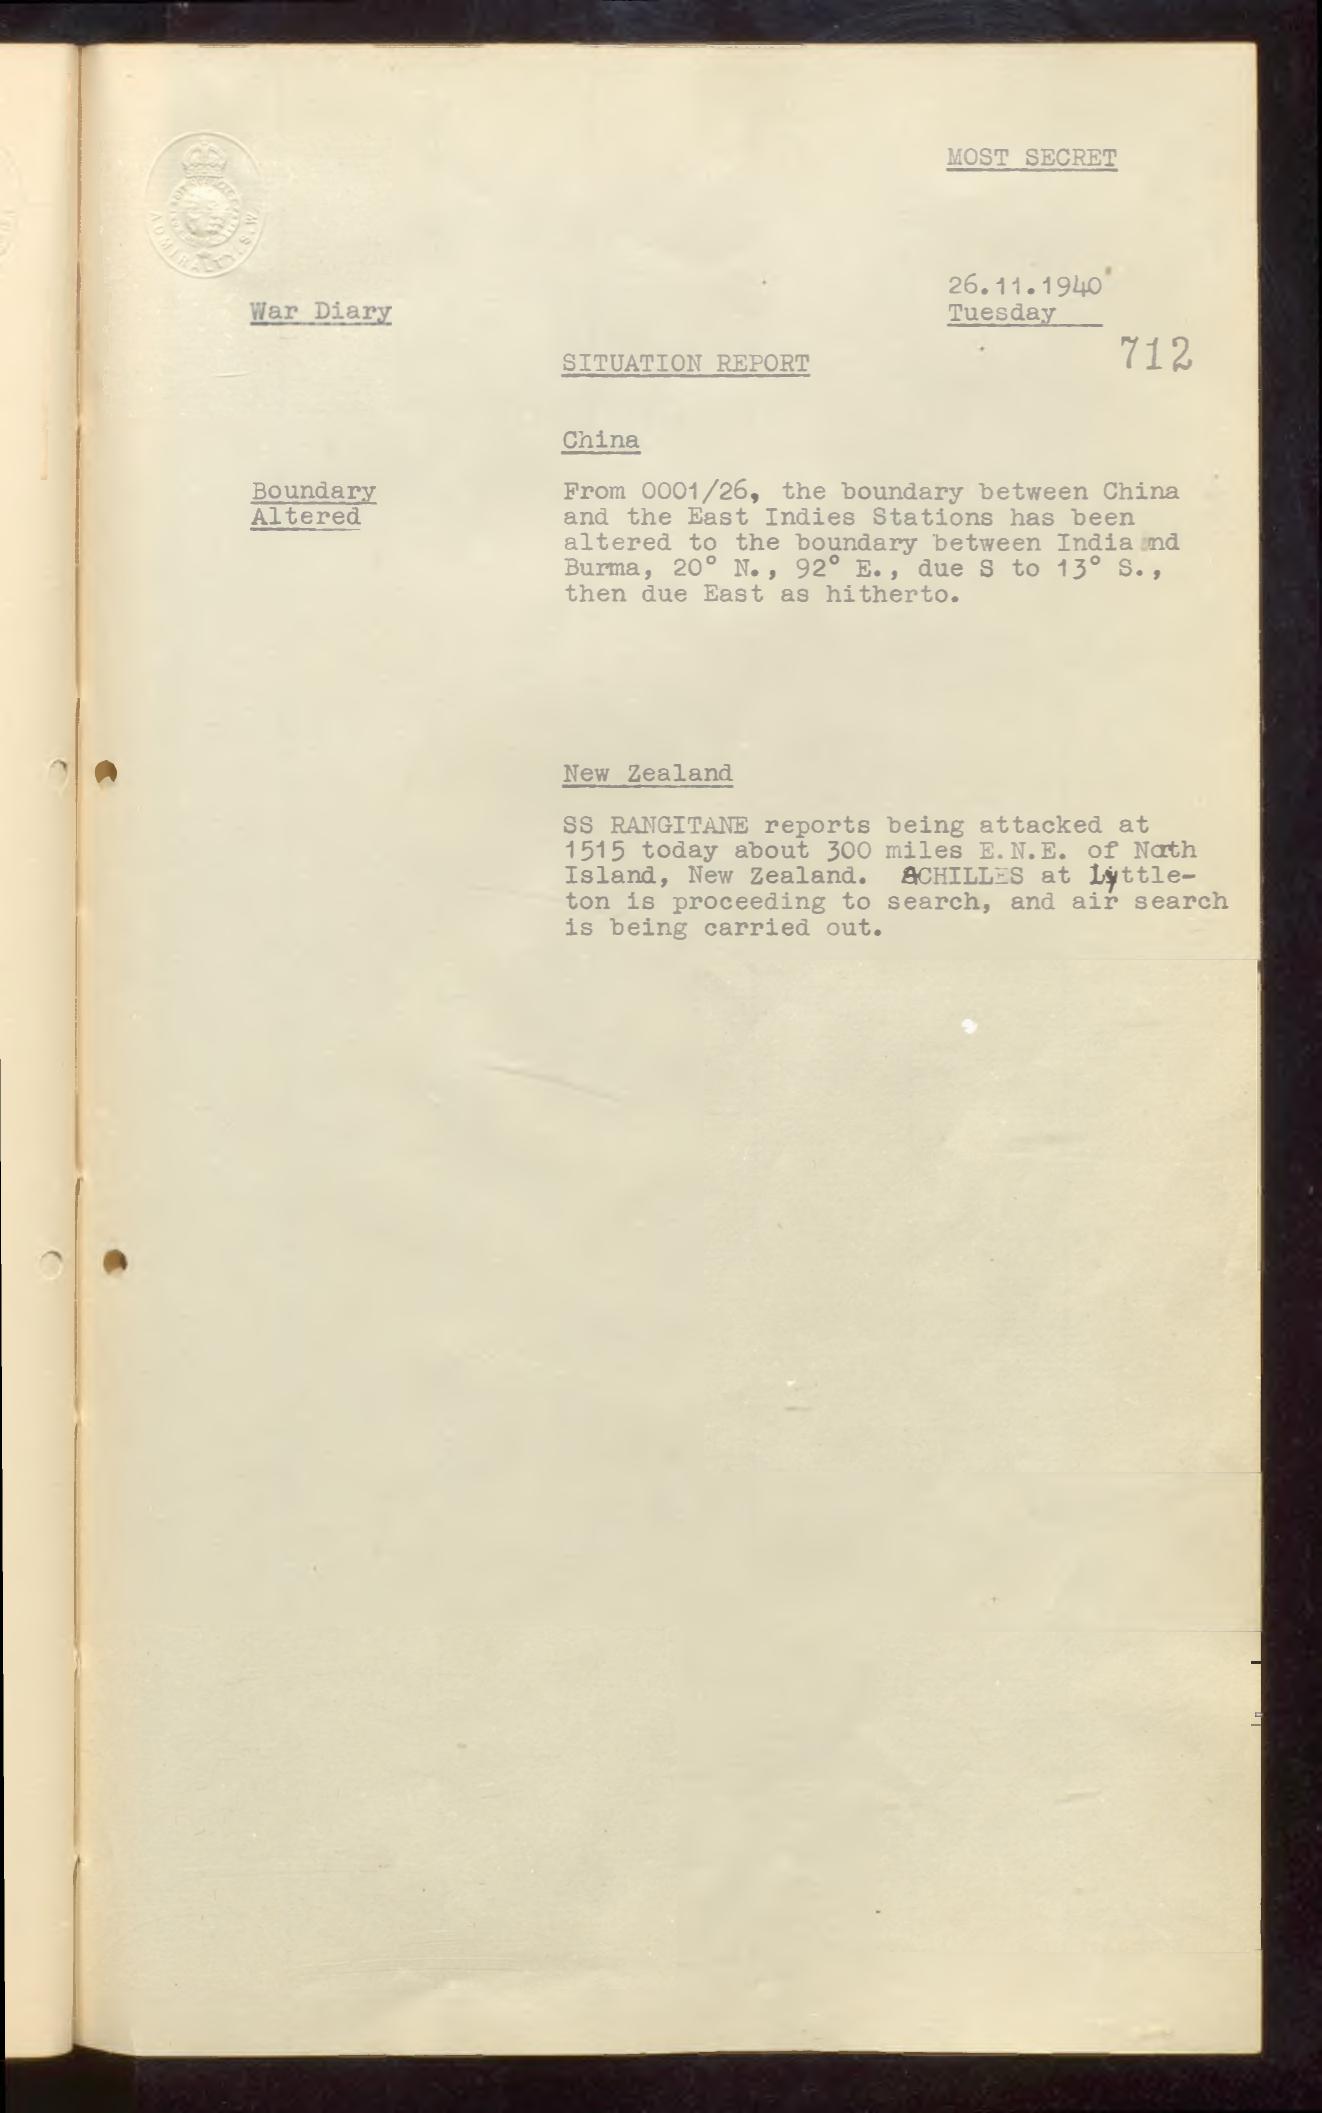 MOST SECRET
ADMIRALTY S.W
26.11.1940
War Diary
Tuesday
712
SITUATION REPORT
China
Boundary
Altered
From 0001/26, the boundary between China
and the East Indies Stations has been
altered to the boundary between India and
Burma, 20° N., 92° E., due S to 13° S.,
then due East as hitherto.
New Zealand
SS RANGITANE reports being attacked at
1515 today about 300 miles E.N.E. of North
Island, New Zealand. ACHILLES at Lyttle-
ton is proceeding to search, and air search
is being carried out.